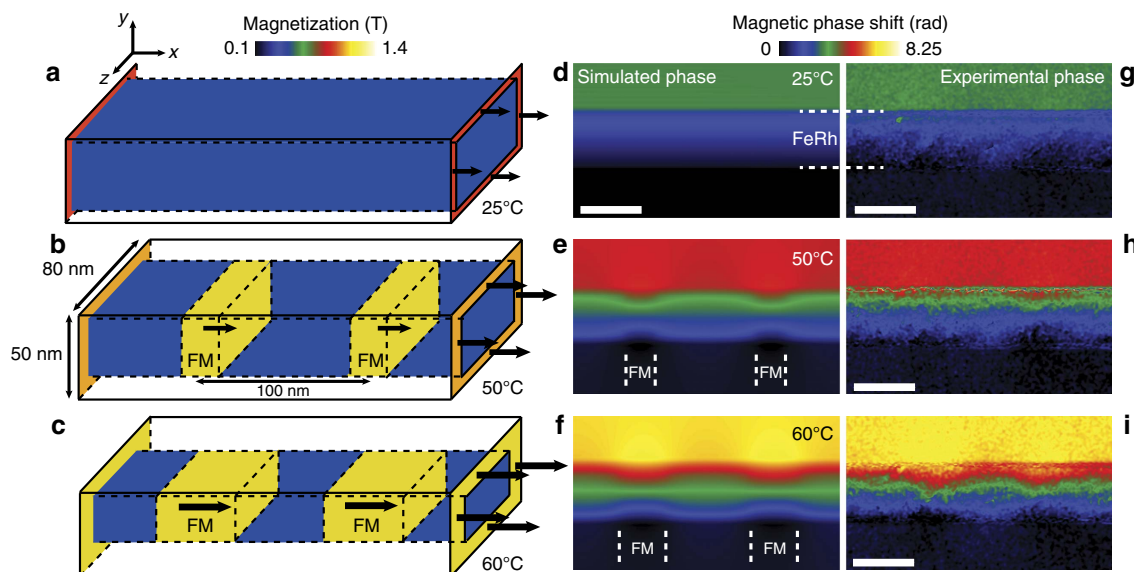 Magnetization (T)
0.1 1.4
Magnetic phase shift (rad)
0 8.25
y
x
z
a
25°C
d
Simulated phase
25°C
FeRh
Experimental phase
g
b
80 nm
50 nm
FM
FM
100 nm
50°C
e
50°C
FM
FM
h
c
FM
FM
60°C
f
60°C
FM
FM
i